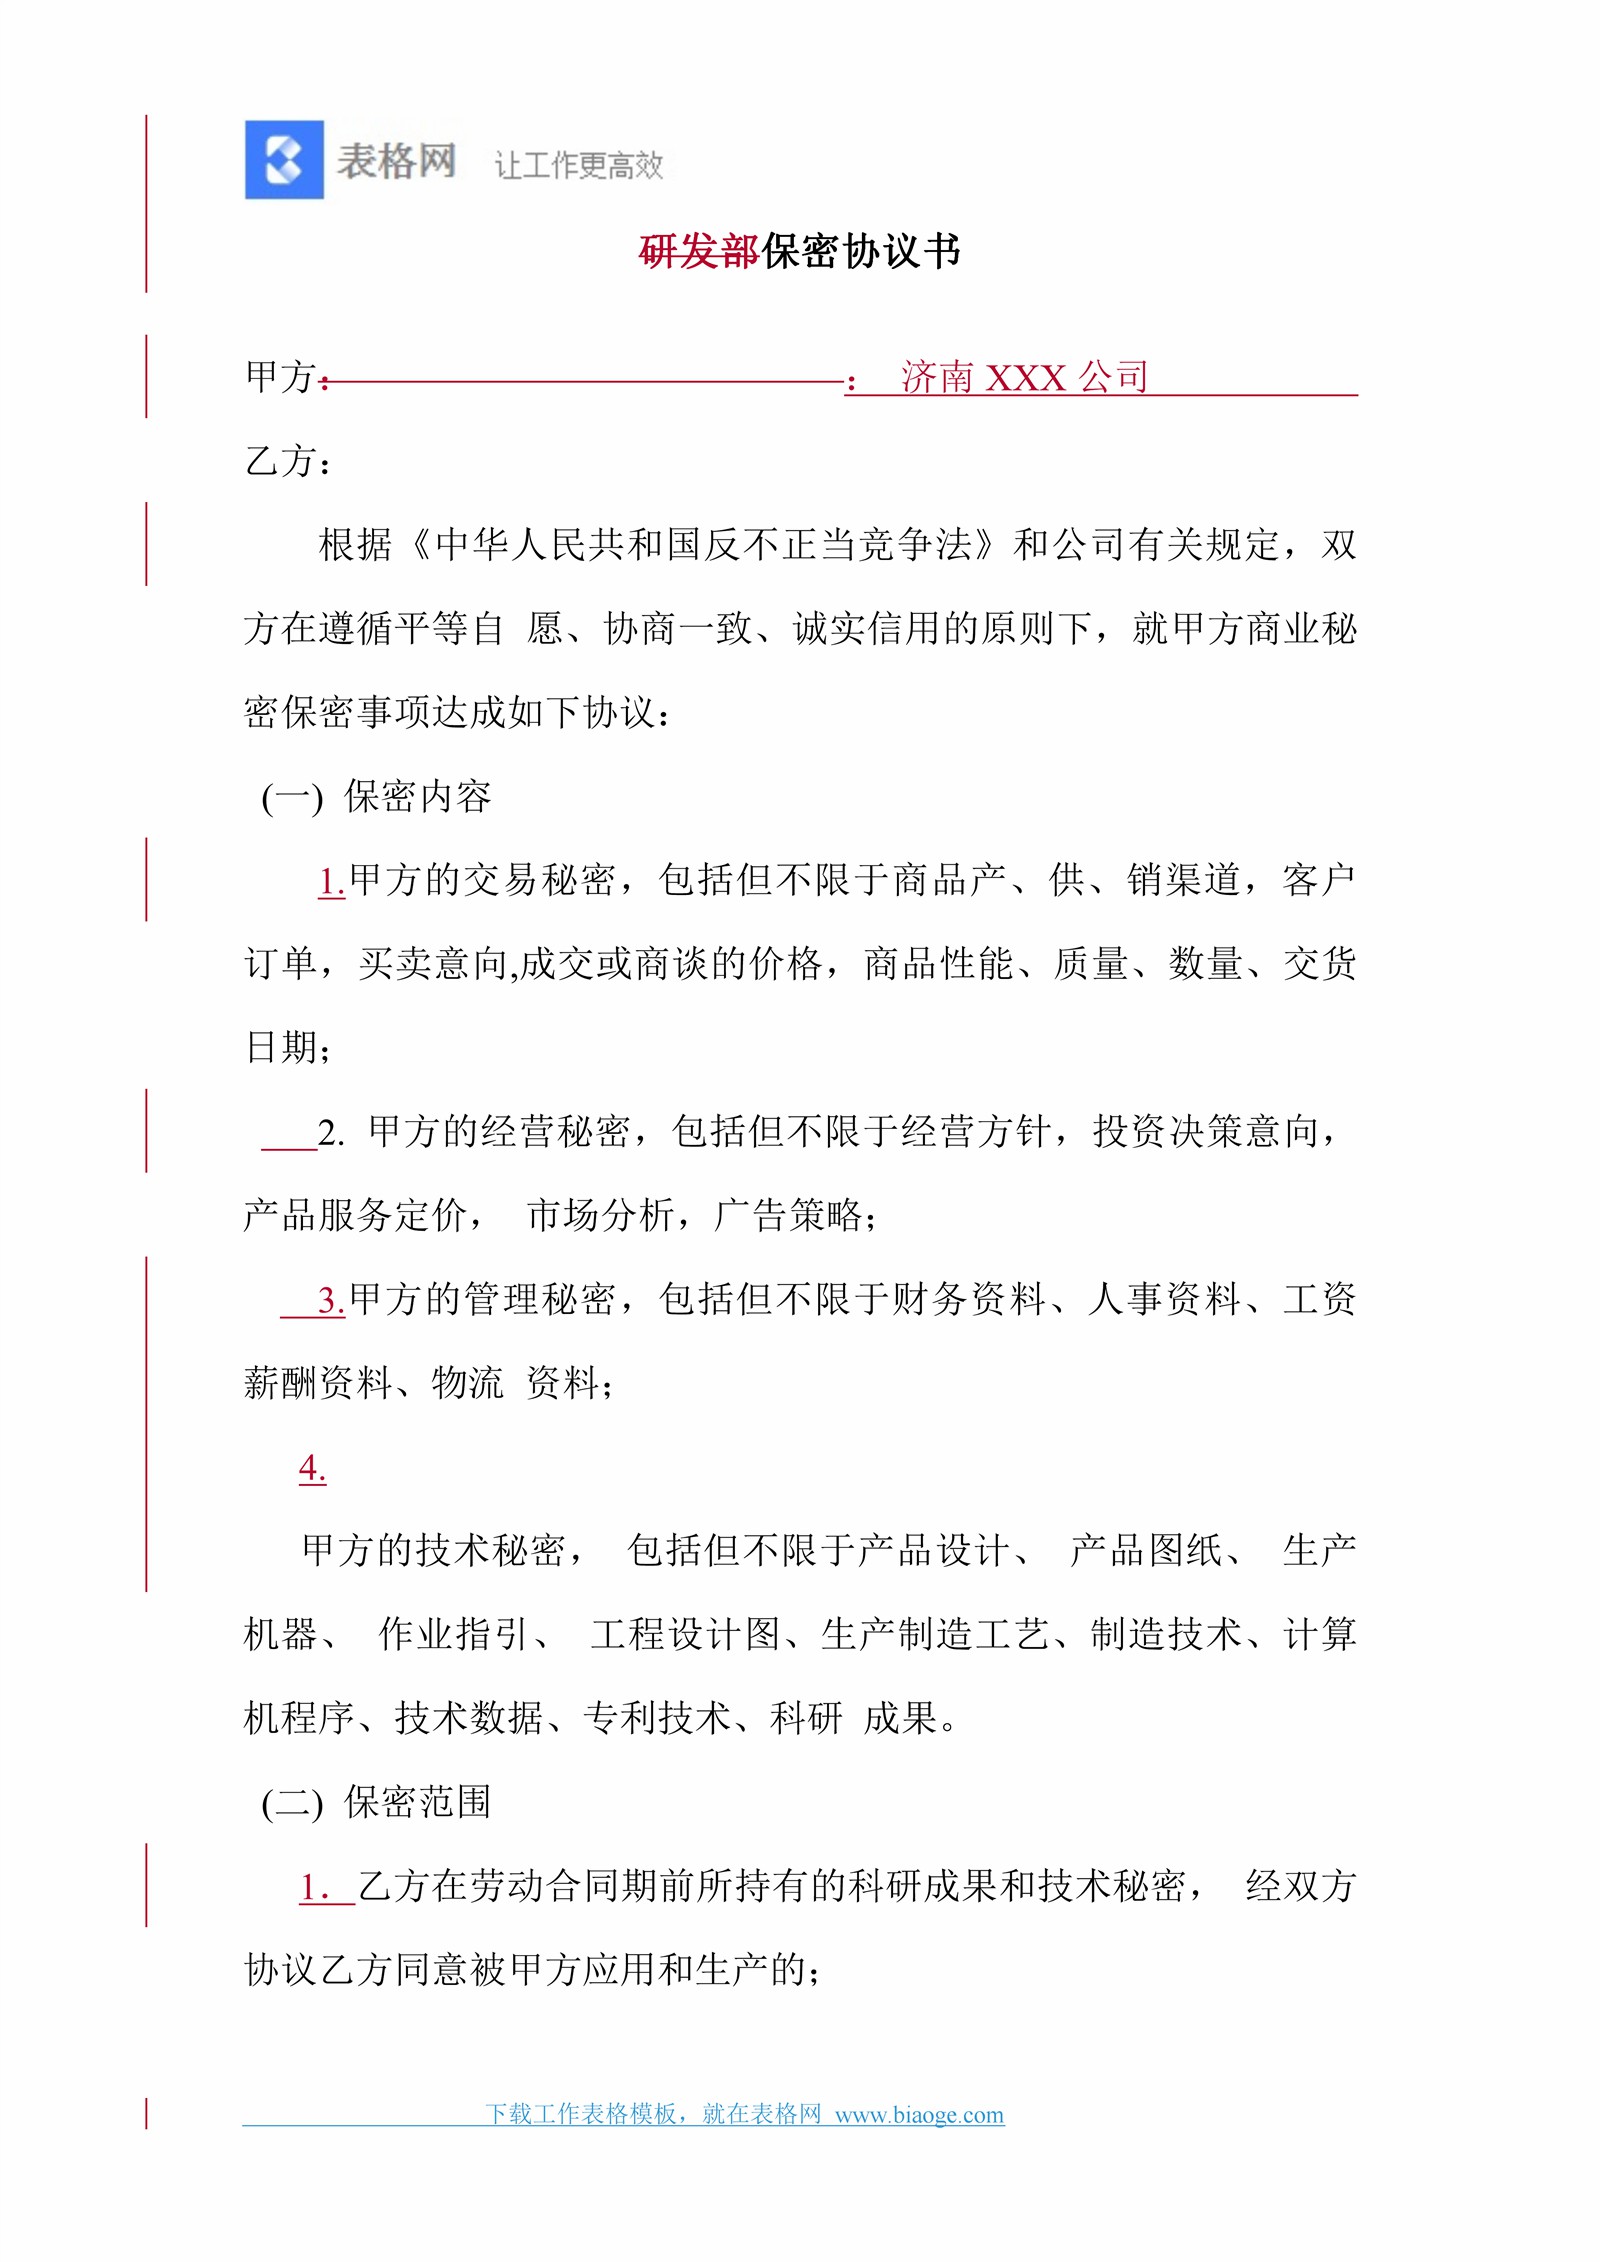 表格网 让工作更高效
研发部保密协议书
甲方：： 济南 XXX 公司
乙方：
根据《中华人民共和国反不正当竞争法》和公司有关规定，双
方在遵循平等自 愿、协商一致、诚实信用的原则下，就甲方商业秘
密保密事项达成如下协议：
(一) 保密内容
1.甲方的交易秘密，包括但不限于商品产、供、销渠道，客户
订单，买卖意向,成交或商谈的价格，商品性能、质量、数量、交货
日期；
2. 甲方的经营秘密，包括但不限于经营方针，投资决策意向，
产品服务定价， 市场分析，广告策略；
3.甲方的管理秘密，包括但不限于财务资料、人事资料、工资
薪酬资料、物流 资料；
4.
甲方的技术秘密， 包括但不限于产品设计、 产品图纸、 生产
机器、 作业指引、 工程设计图、生产制造工艺、制造技术、计算
机程序、技术数据、专利技术、科研 成果。
(二) 保密范围
1. 乙方在劳动合同期前所持有的科研成果和技术秘密， 经双方
协议乙方同意被甲方应用和生产的；
下载工作表格模板，就在表格网 www.biaoge.com